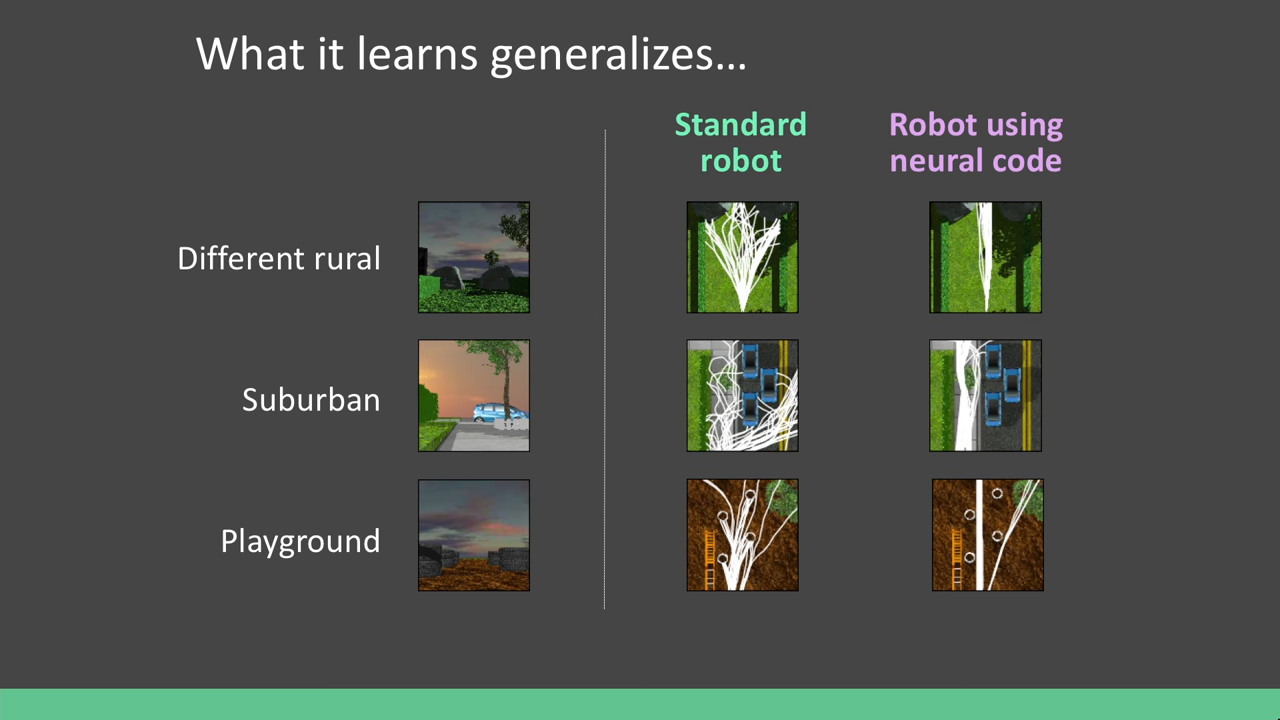 What it learns generalizes…
Standard
robot
Robot using
neural code
Different rural
Suburban
Playground